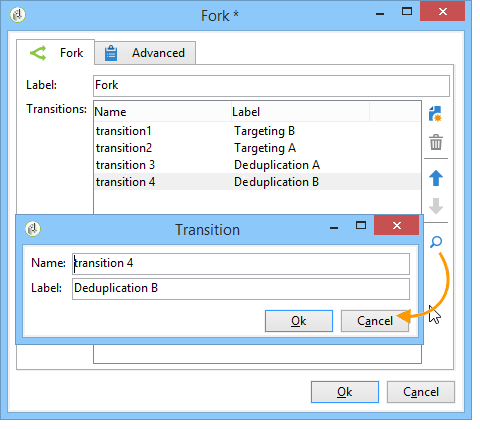 Fork *
Fork Advanced
Label: Fork
Transitions: Name Label
transition1 Targeting B
transition2 Targeting A
transition 3 Deduplication A
transition 4 Deduplication B
Transition
Name: transition 4
Label: Deduplication B
Ok Cancel
Ok Cancel